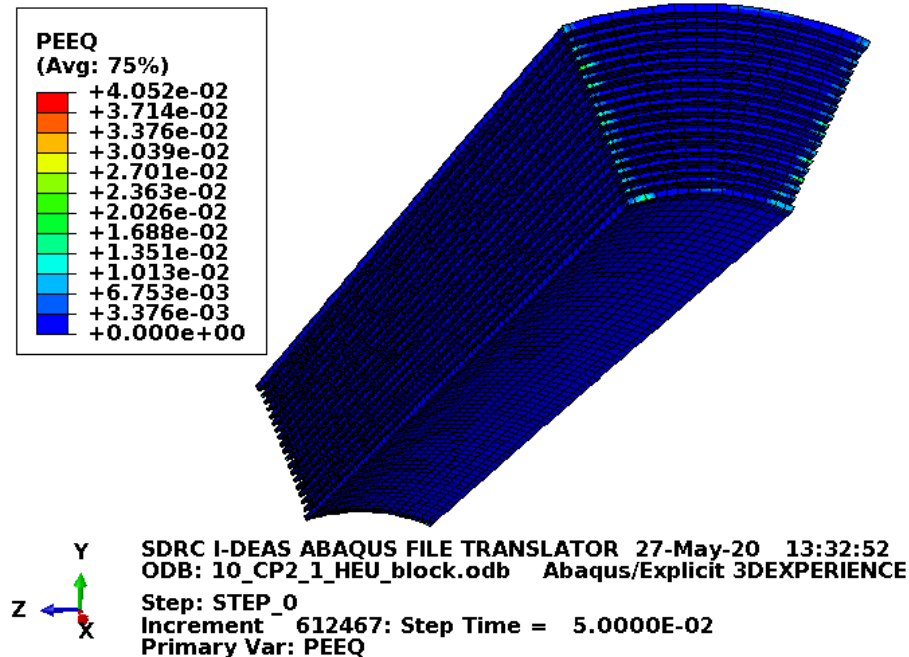 PEEQ
(Avg: 75%)
+4.052e-02
+3.714e-02
+3.376e-02
+3.039e-02
+2.701e-02
+2.363e-02
+2.026e-02
+1.688e-02
+1.351e-02
+1.013e-02
+6.753e-03
+3.376e-03
+0.000e+00
Y
Z
X
SDRC I-DEAS ABAQUS FILE TRANSLATOR 27-May-20 13:32:52
ODB: 10_CP2_1_HEU_block.odb Abaqus/Explicit 3DEXPERIENCE
Step: STEP_0
Increment 612467: Step Time = 5.0000E-02
Primary Var: PEEQ